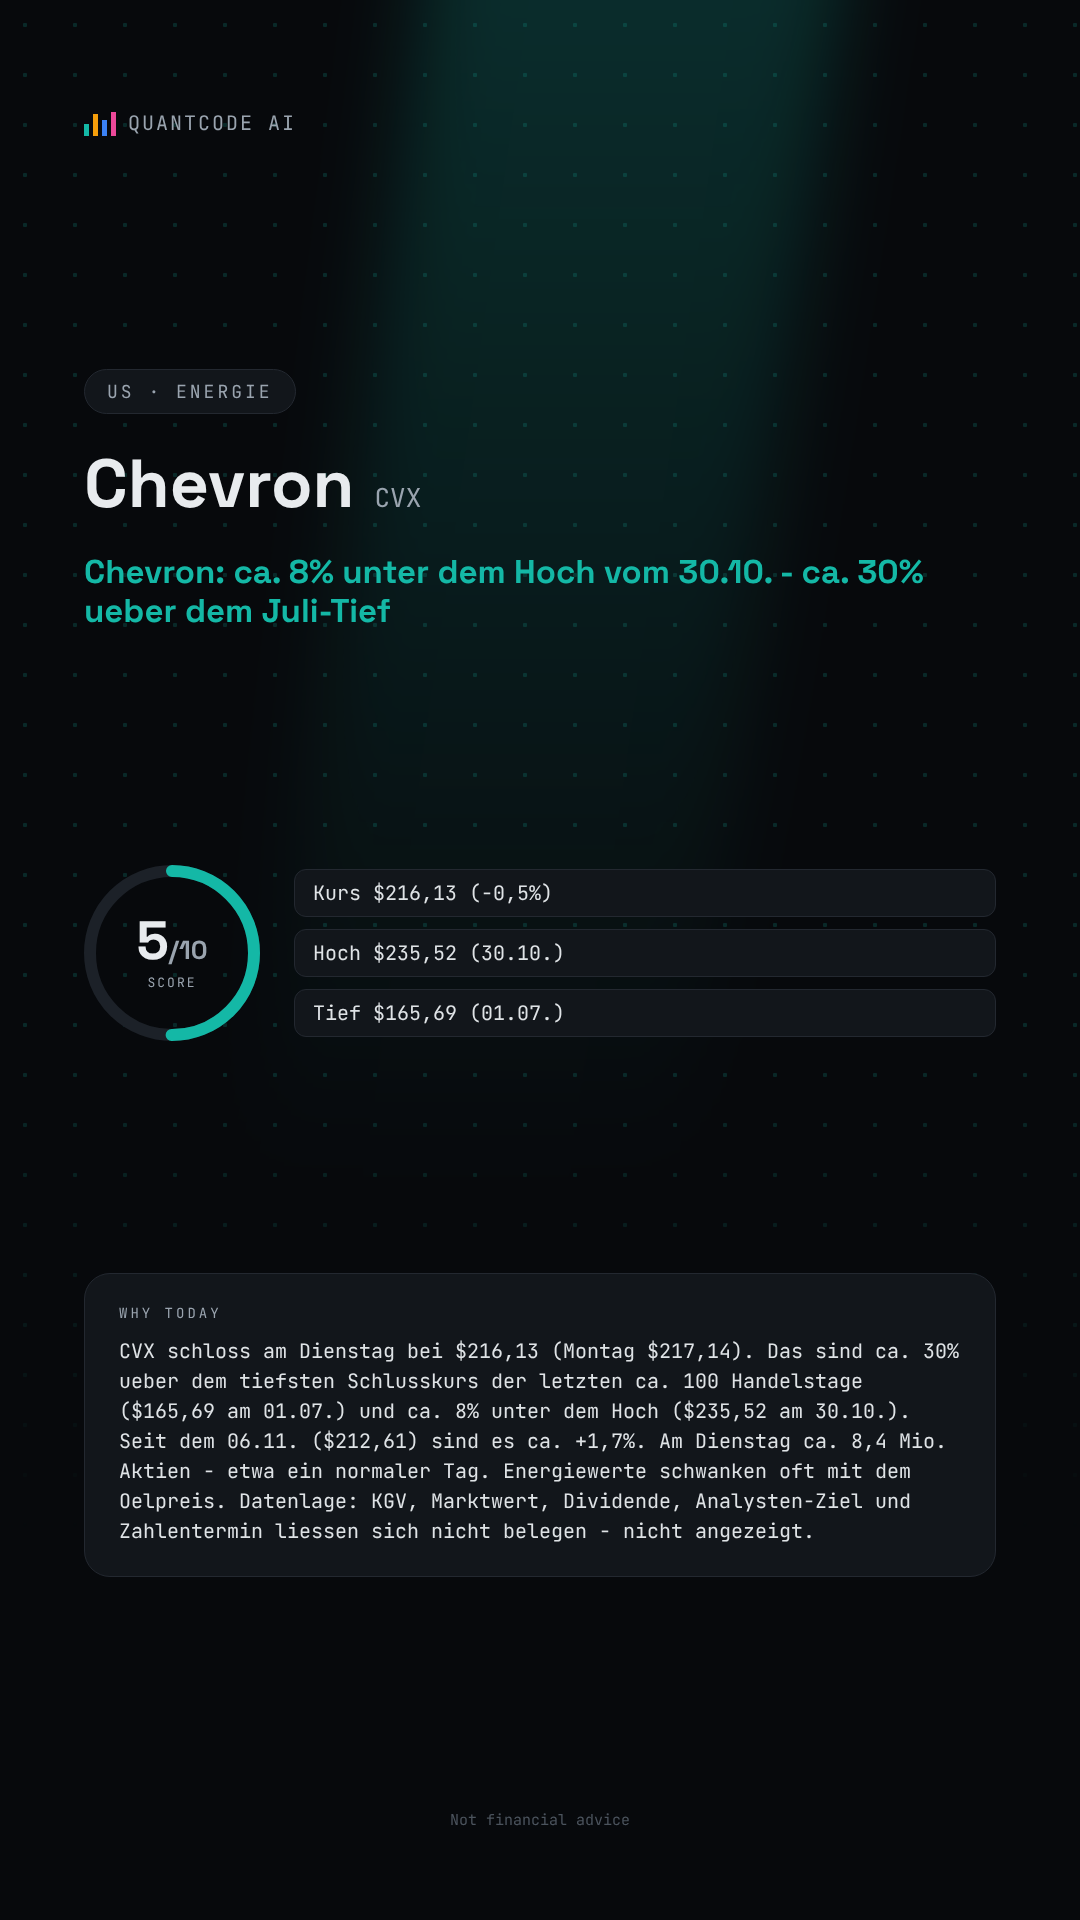 QUANTCODE AI
US · ENERGIE
Chevron CVX
Chevron: ca. 8% unter dem Hoch vom 30.10. - ca. 30%
ueber dem Juli-Tief
5/10
SCORE
Kurs $216,13 (-0,5%)
Hoch $235,52 (30.10.)
Tief $165,69 (01.07.)
WHY TODAY
CVX schloss am Dienstag bei $216,13 (Montag $217,14). Das sind ca. 30%
ueber dem tiefsten Schlusskurs der letzten ca. 100 Handelstage
($165,69 am 01.07.) und ca. 8% unter dem Hoch ($235,52 am 30.10.).
Seit dem 06.11. ($212,61) sind es ca. +1,7%. Am Dienstag ca. 8,4 Mio.
Aktien - etwa ein normaler Tag. Energiewerte schwanken oft mit dem
Oelpreis. Datenlage: KGV, Marktwert, Dividende, Analysten-Ziel und
Zahlentermin liessen sich nicht belegen - nicht angezeigt.
Not financial advice